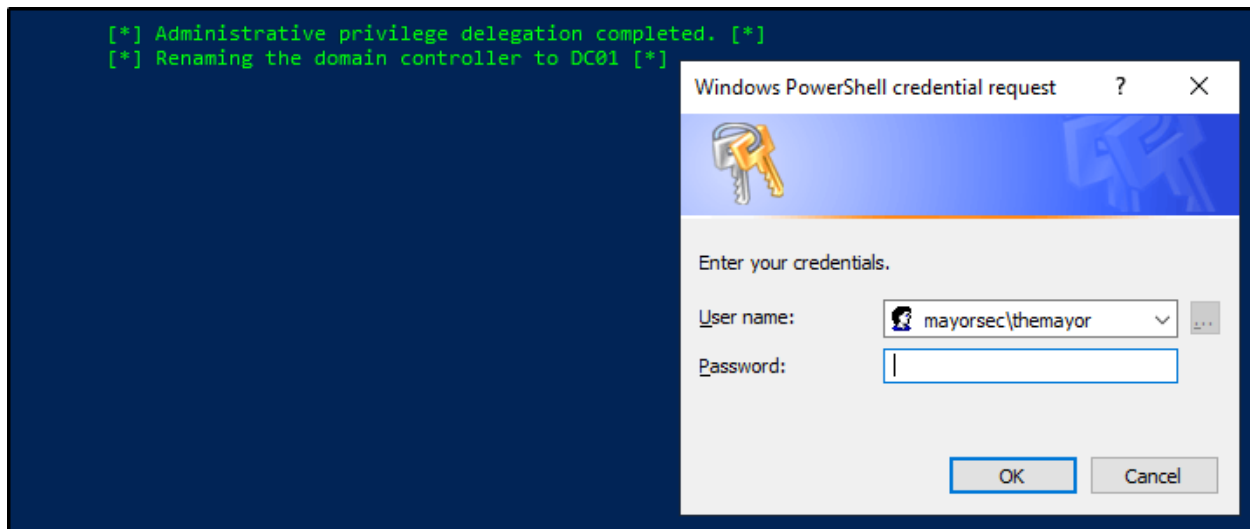 [*] Administrative privilege delegation completed. [*]
[*] Renaming the domain controller to DC01 [*]
Windows PowerShell credential request ?
Enter your credentials.
User name: mayorsec\themayor ...
Password:
OK Cancel